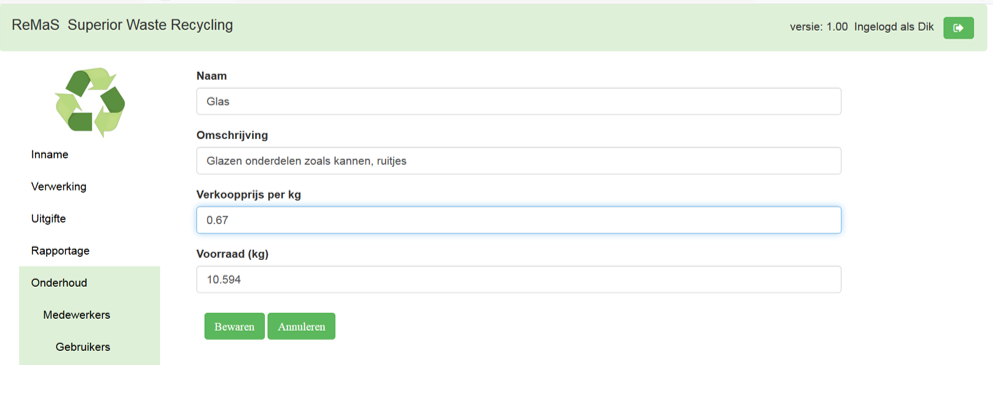 ReMaS Superior Waste Recycling
versie: 1.00 Ingelogd als Dik
Inname
Verwerking
Uitgifte
Rapportage
Onderhoud
Medewerkers
Gebruikers
Naam
Glas
Omschrijving
Glazen onderdelen zoals kannen, ruitjes
Verkoopprijs per kg
0.67
Voorraad (kg)
10.594
Bewaren Annuleren